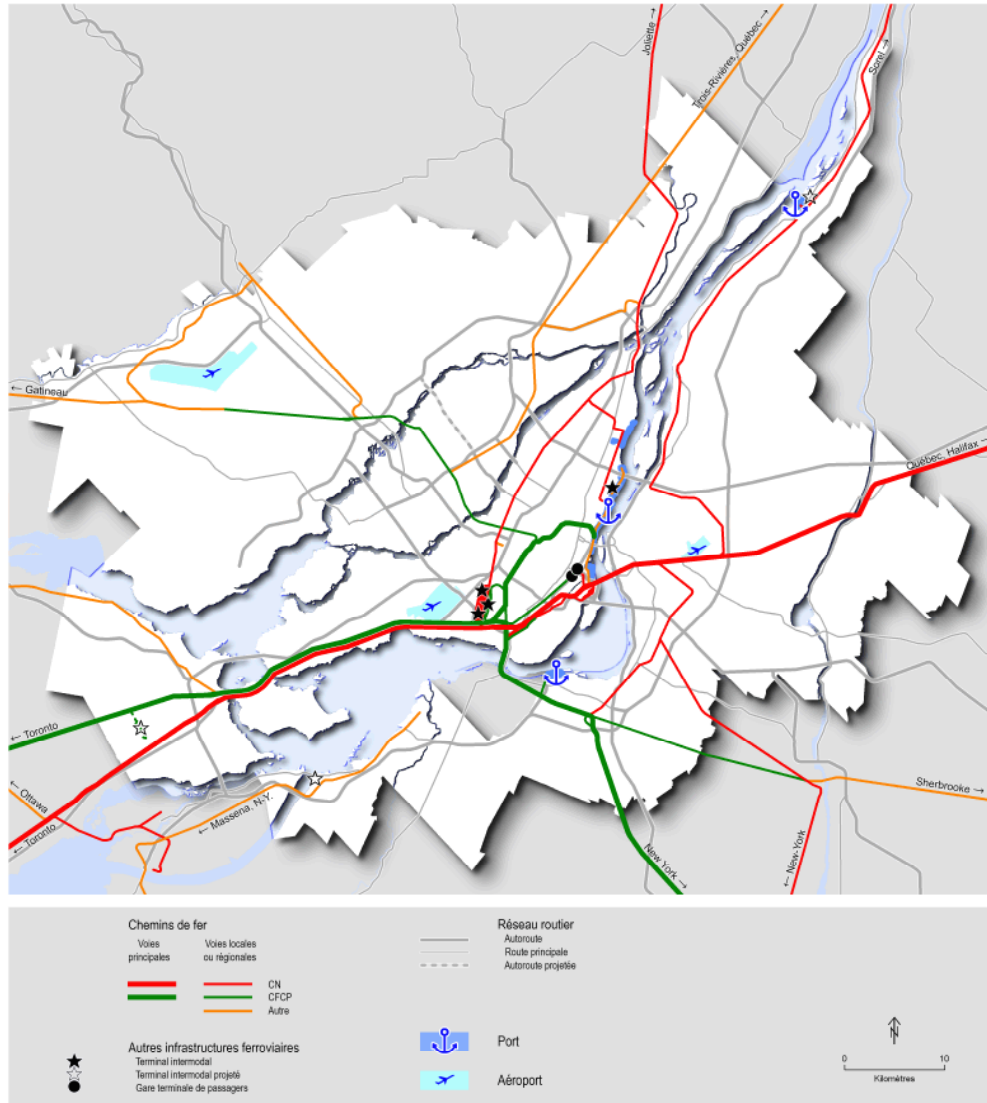 Joliette →
Trois-Rivières, Québec →
Sorel →
← Gatineau
Québec, Halifax →
← Toronto
← Ottawa
← Toronto
← Massena, N-Y.
Sherbrooke →
New York →
← New-York
Chemins de fer
Voies principales
Voies locales ou régionales
CN
CFCP
Autre
Autres infrastructures ferroviaires
Terminal intermodal
Terminal intermodal projeté
Gare terminale de passagers
Réseau routier
Autoroute
Route principale
Autoroute projetée
Port
Aéroport
N
0 10
Kilomètres